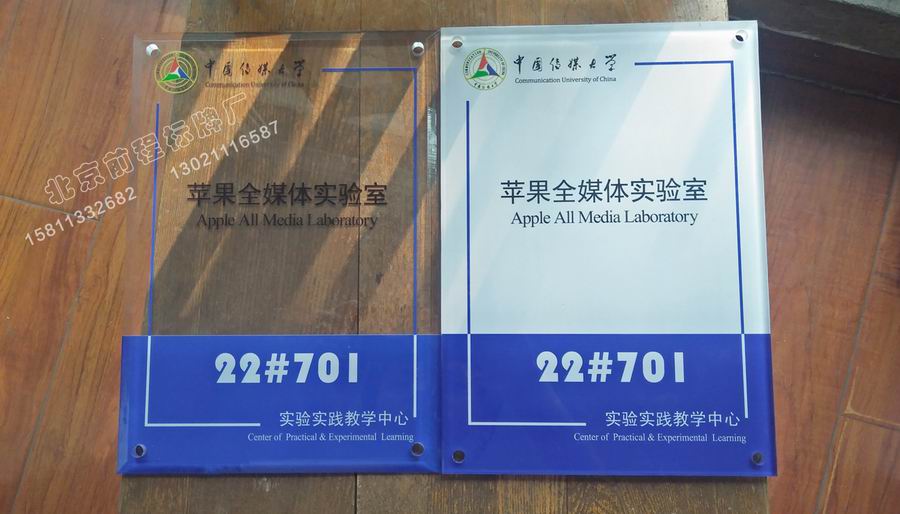 中国传媒大学
Communication University of China
苹果全媒体实验室
Apple All Media Laboratory
22#701
实验实践教学中心
Center of Practical & Experimental Learning
中国传媒大学
Communication University of China
苹果全媒体实验室
Apple All Media Laboratory
22#701
实验实践教学中心
Center of Practical & Experimental Learning
北京前程标牌厂
15811332682 13021116587